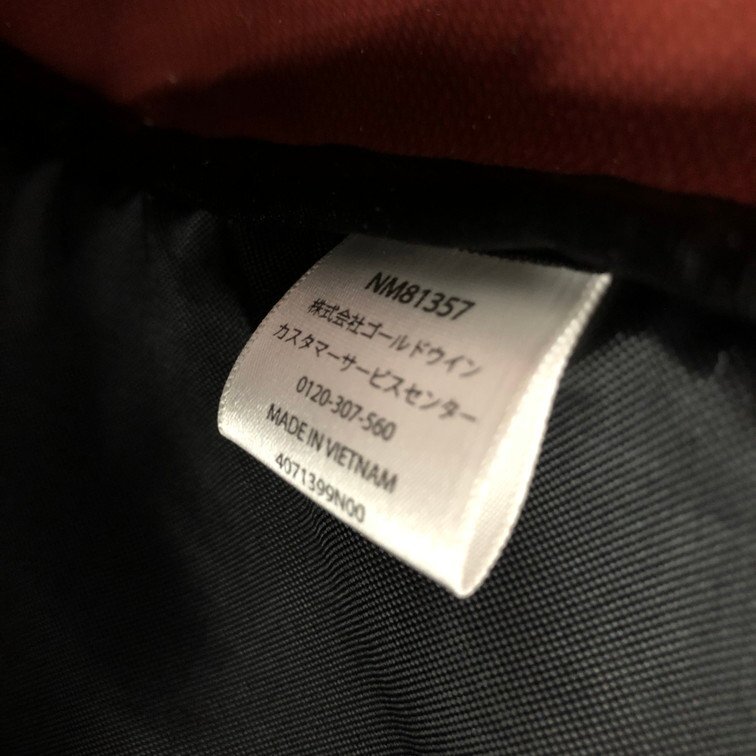 NM81357
株式会社ゴールドウイン
カスタマーサービスセンター
0120-307-560
MADE IN VIETNAM
4071399N00